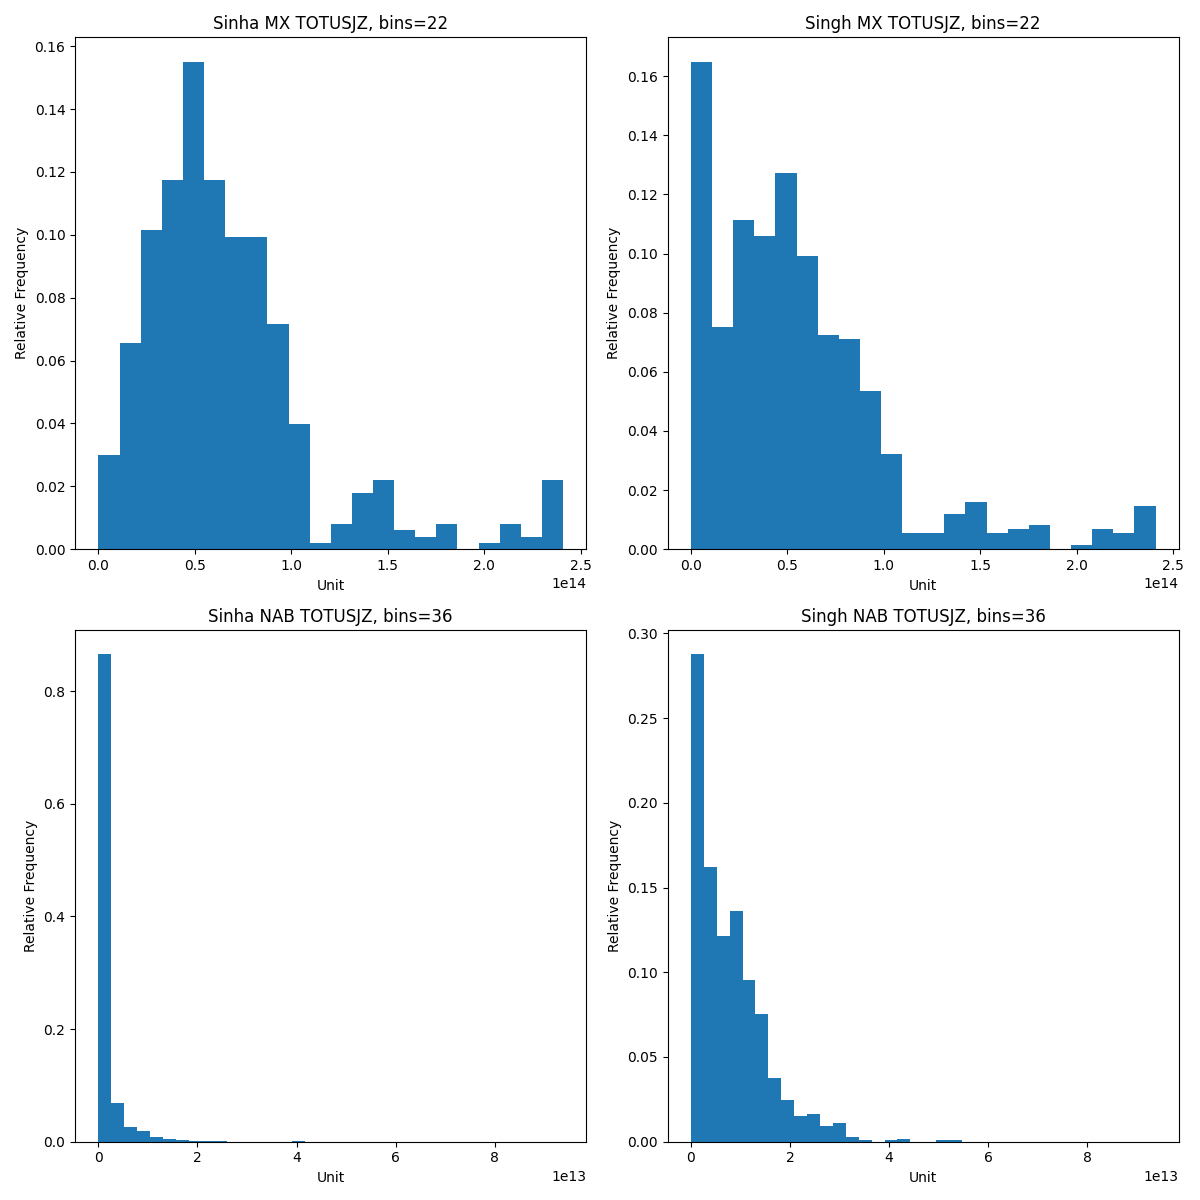 Sinha MX TOTUSJZ, bins=22
Relative Frequency
0.16
0.14
0.12
0.10
0.08
0.06
0.04
0.02
0.00
0.0 0.5 1.0 1.5 2.0 2.5
Unit
1e14
Singh MX TOTUSJZ, bins=22
Relative Frequency
0.16
0.14
0.12
0.10
0.08
0.06
0.04
0.02
0.00
0.0 0.5 1.0 1.5 2.0 2.5
Unit
1e14
Sinha NAB TOTUSJZ, bins=36
Relative Frequency
0.8
0.6
0.4
0.2
0.0
0 2 4 6 8
Unit
1e13
Singh NAB TOTUSJZ, bins=36
Relative Frequency
0.30
0.25
0.20
0.15
0.10
0.05
0.00
0 2 4 6 8
Unit
1e13